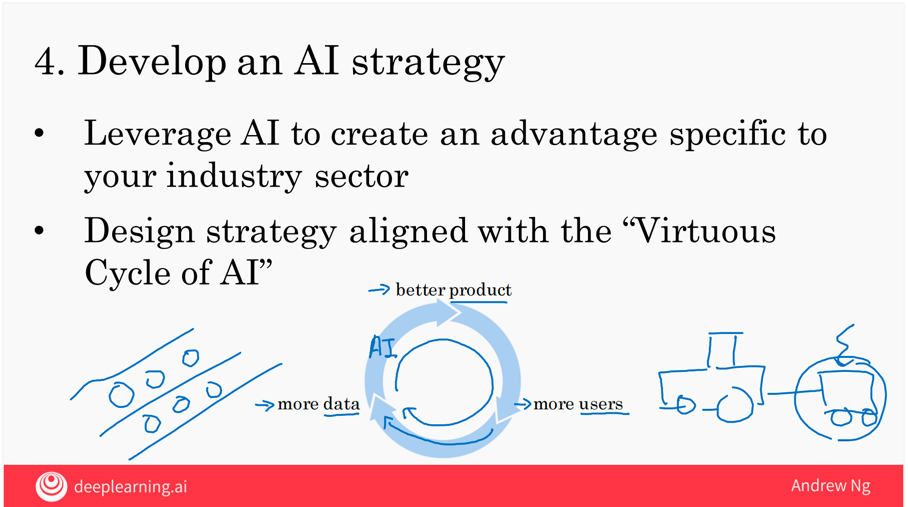 4. Develop an AI strategy
• Leverage AI to create an advantage specific to
your industry sector
• Design strategy aligned with the “Virtuous
Cycle of AI”
→ better product
AI
→ more data
→ more users
deeplearning.ai
Andrew Ng